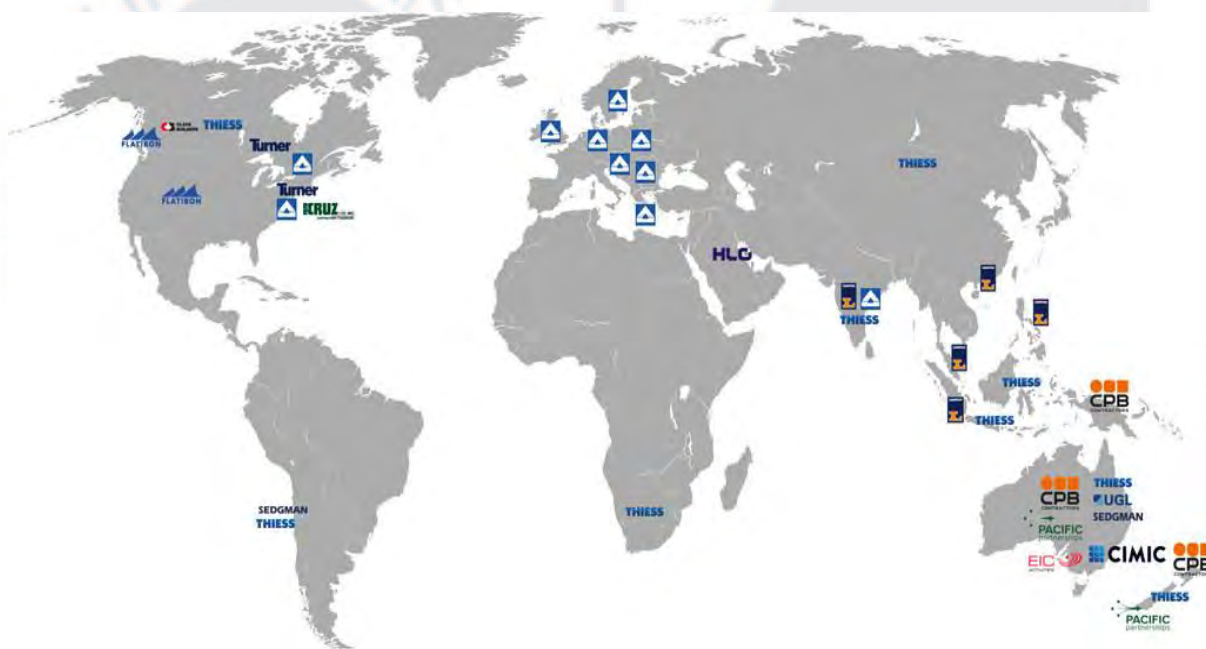 THIESS
FLATIRON
Turner
FLATIRON
Turner
KRUZ
THIESS
HLG
L
THIESS
L
L
L
THIESS
THIESS
CPB
CONTRACTORS
SEDGMAN
THIESS
THIESS
CPB
CONTRACTORS
THIESS
UGL
SEDGMAN
PACIFIC
partnerships
EIC
ACTIVITIES
CIMIC
CPB
CONTRACTORS
THIESS
PACIFIC
partnerships